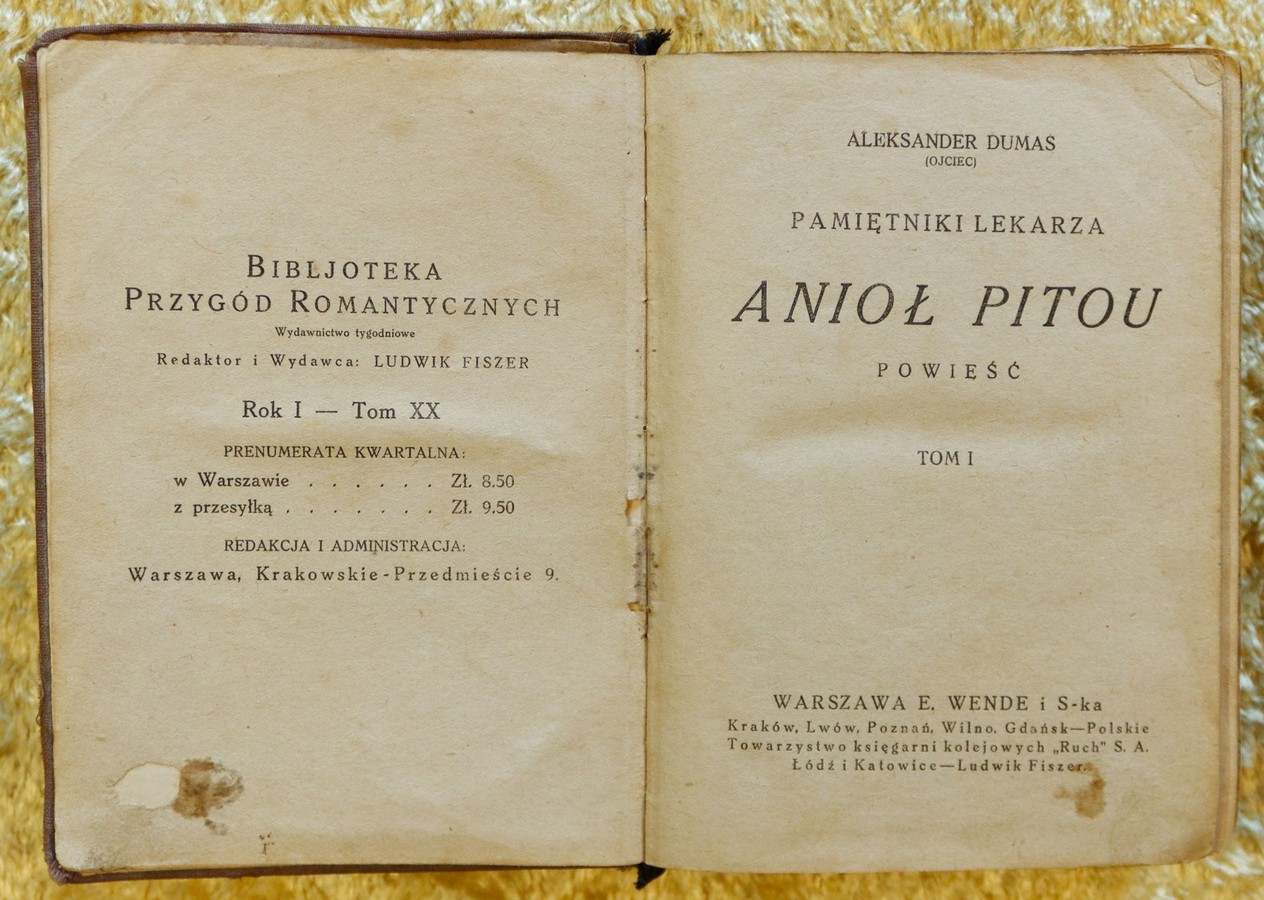 BIBLJOTEKA
PRZYGÓD ROMANTYCZNYCH
Wydawnictwo tygodniowe
Redaktor i Wydawca: LUDWIK FISZER
Rok I — Tom XX
PRENUMERATA KWARTALNA:
w Warszawie . . . . . . Zł. 8.50
z przesyłką . . . . . . . Zł. 9.50
REDAKCJA I ADMINISTRACJA:
Warszawa, Krakowskie-Przedmieście 9.
ALEKSANDER DUMAS
(OJCIEC)
PAMIĘTNIKI LEKARZA
ANIOŁ PITOU
POWIEŚĆ
TOM I
WARSZAWA E. WENDE i S-ka
Kraków, Lwów, Poznań, Wilno, Gdańsk—Polskie
Towarzystwo księgarni kolejowych „Ruch" S. A.
Łódź i Katowice—Ludwik Fiszer.